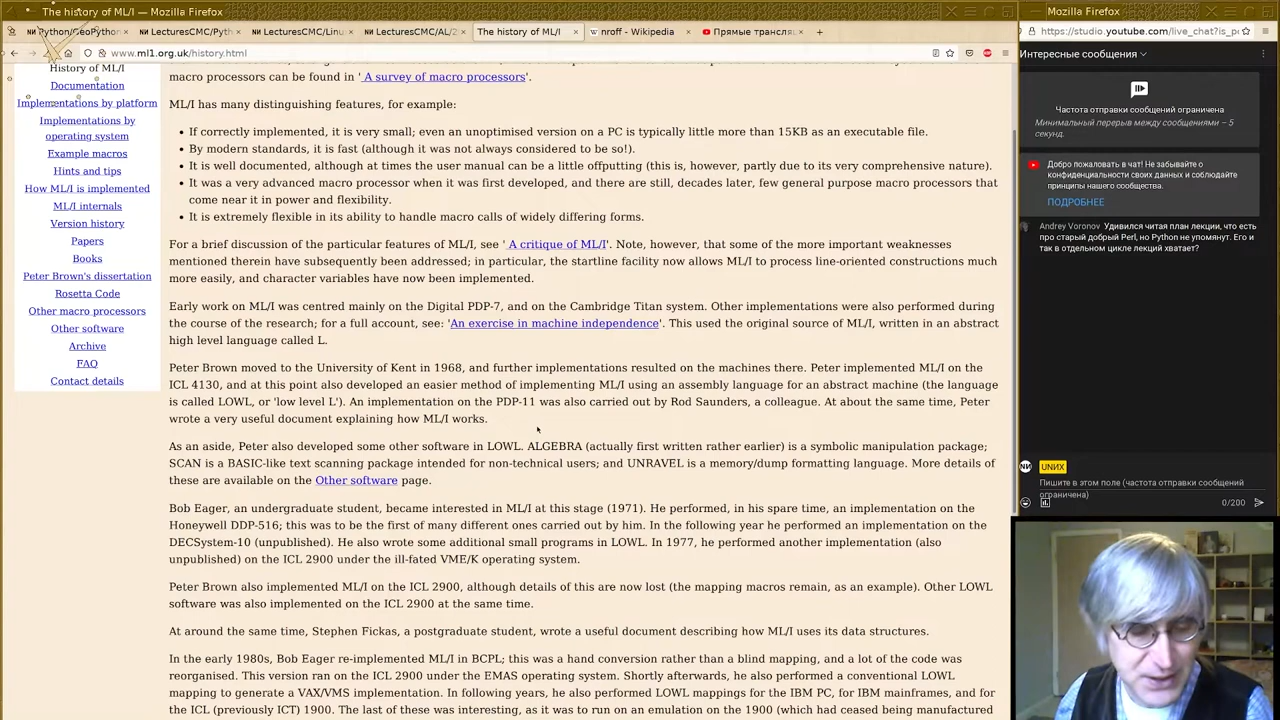 The history of ML/I — Mozilla Firefox
Mozilla Firefox
Python/GeoPython
LecturesCMC/Pyth
LecturesCMC/Linu
LecturesCMC/AL/2
The history of ML/I
nroff - Wikipedia
Прямые трансляц
www.ml1.org.uk/history.html
https://studio.youtube.com/live_chat?is_po
History of ML/I
Documentation
Implementations by platform
Implementations by
operating system
Example macros
Hints and tips
How ML/I is implemented
ML/I internals
Version history
Papers
Books
Peter Brown's dissertation
Rosetta Code
Other macro processors
Other software
Archive
FAQ
Contact details
macro processors can be found in ' A survey of macro processors'.
ML/I has many distinguishing features, for example:
If correctly implemented, it is very small; even an unoptimised version on a PC is typically little more than 15KB as an executable file.
By modern standards, it is fast (although it was not always considered to be so!).
It is well documented, although at times the user manual can be a little offputting (this is, however, partly due to its very comprehensive nature).
It was a very advanced macro processor when it was first developed, and there are still, decades later, few general purpose macro processors that
come near it in power and flexibility.
It is extremely flexible in its ability to handle macro calls of widely differing forms.
For a brief discussion of the particular features of ML/I, see ' A critique of ML/I'. Note, however, that some of the more important weaknesses
mentioned therein have subsequently been addressed; in particular, the startline facility now allows ML/I to process line-oriented constructions much
more easily, and character variables have now been implemented.
Early work on ML/I was centred mainly on the Digital PDP-7, and on the Cambridge Titan system. Other implementations were also performed during
the course of the research; for a full account, see: 'An exercise in machine independence'. This used the original source of ML/I, written in an abstract
high level language called L.
Peter Brown moved to the University of Kent in 1968, and further implementations resulted on the machines there. Peter implemented ML/I on the
ICL 4130, and at this point also developed an easier method of implementing ML/I using an assembly language for an abstract machine (the language
is called LOWL, or 'low level L'). An implementation on the PDP-11 was also carried out by Rod Saunders, a colleague. At about the same time, Peter
wrote a very useful document explaining how ML/I works.
As an aside, Peter also developed some other software in LOWL. ALGEBRA (actually first written rather earlier) is a symbolic manipulation package;
SCAN is a BASIC-like text scanning package intended for non-technical users; and UNRAVEL is a memory/dump formatting language. More details of
these are available on the Other software page.
Bob Eager, an undergraduate student, became interested in ML/I at this stage (1971). He performed, in his spare time, an implementation on the
Honeywell DDP-516; this was to be the first of many different ones carried out by him. In the following year he performed an implementation on the
DECSystem-10 (unpublished). He also wrote some additional small programs in LOWL. In 1977, he performed another implementation (also
unpublished) on the ICL 2900 under the ill-fated VME/K operating system.
Peter Brown also implemented ML/I on the ICL 2900, although details of this are now lost (the mapping macros remain, as an example). Other LOWL
software was also implemented on the ICL 2900 at the same time.
At around the same time, Stephen Fickas, a postgraduate student, wrote a useful document describing how ML/I uses its data structures.
In the early 1980s, Bob Eager re-implemented ML/I in BCPL; this was a hand conversion rather than a blind mapping, and a lot of the code was
reorganised. This version ran on the ICL 2900 under the EMAS operating system. Shortly afterwards, he also performed a conventional LOWL
mapping to generate a VAX/VMS implementation. In following years, he also performed LOWL mappings for the IBM PC, for IBM mainframes, and for
the ICL (previously ICT) 1900. The last of these was interesting, as it was to run on an emulation on the 1900 (which had ceased being manufactured
Интересные сообщения
Частота отправки сообщений ограничена
Минимальный перерыв между сообщениями – 5
секунд.
Добро пожаловать в чат! Не забывайте о
конфиденциальности своих данных и соблюдайте
принципы нашего сообщества.
ПОДРОБНЕЕ
Andrey Voronov Удивился читая план лекции, что есть
про старый добрый Perl, но Python не упомянут. Его и
так в отдельном цикле лекций хватает?
UNИX
Пишите в этом поле (частота отправки сообщений
ограничена)
0/200